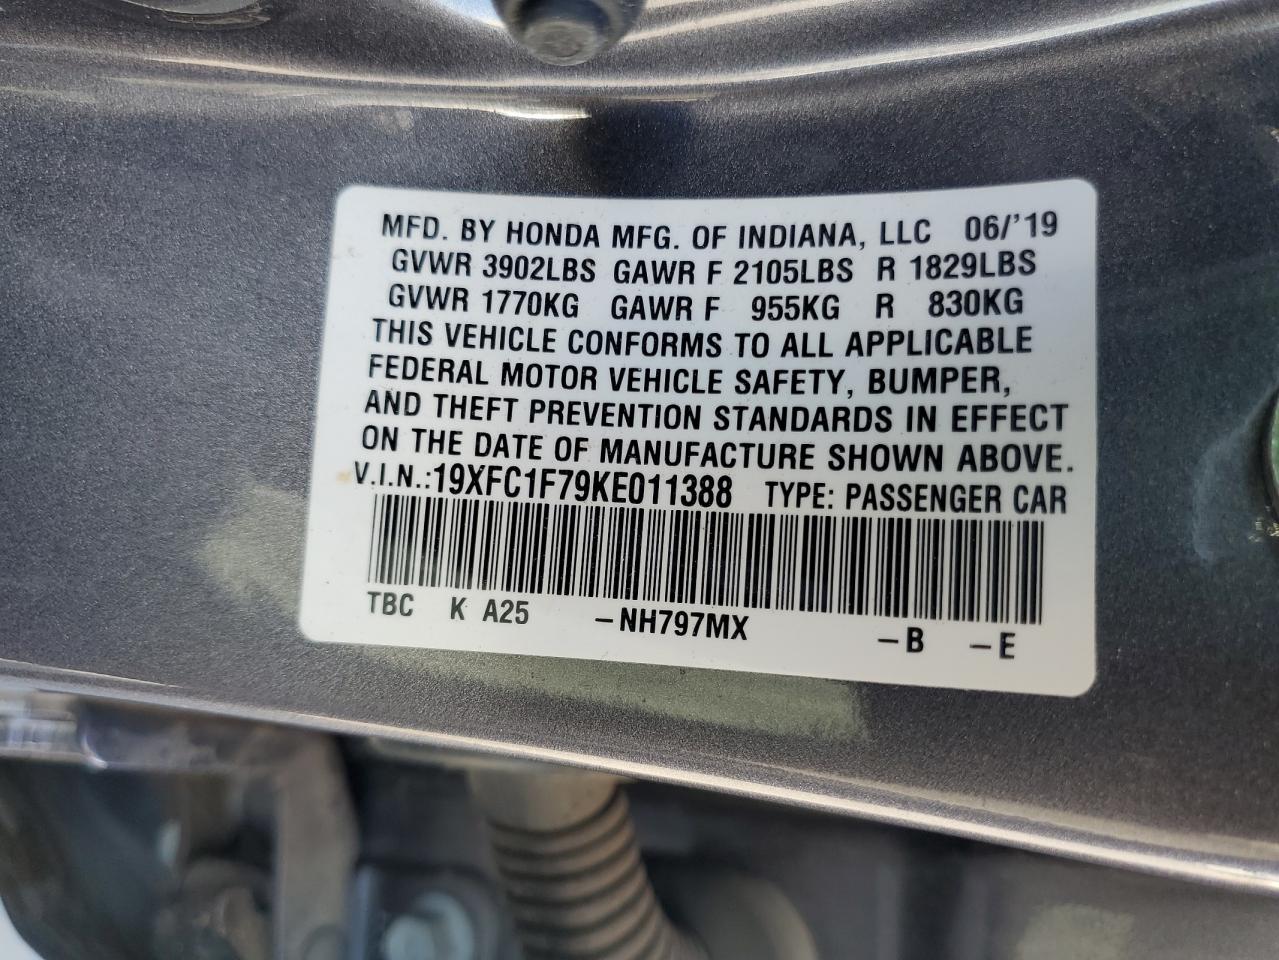 MFD. BY HONDA MFG. OF INDIANA, LLC 06/'19
GVWR 3902LBS GAWR F 2105LBS R 1829LBS
GVWR 1770KG GAWR F 955KG R 830KG
THIS VEHICLE CONFORMS TO ALL APPLICABLE
FEDERAL MOTOR VEHICLE SAFETY, BUMPER,
AND THEFT PREVENTION STANDARDS IN EFFECT
ON THE DATE OF MANUFACTURE SHOWN ABOVE.
V.I.N.:19XFC1F79KE011388 TYPE: PASSENGER CAR
TBC K A25 -NH797MX -B -E